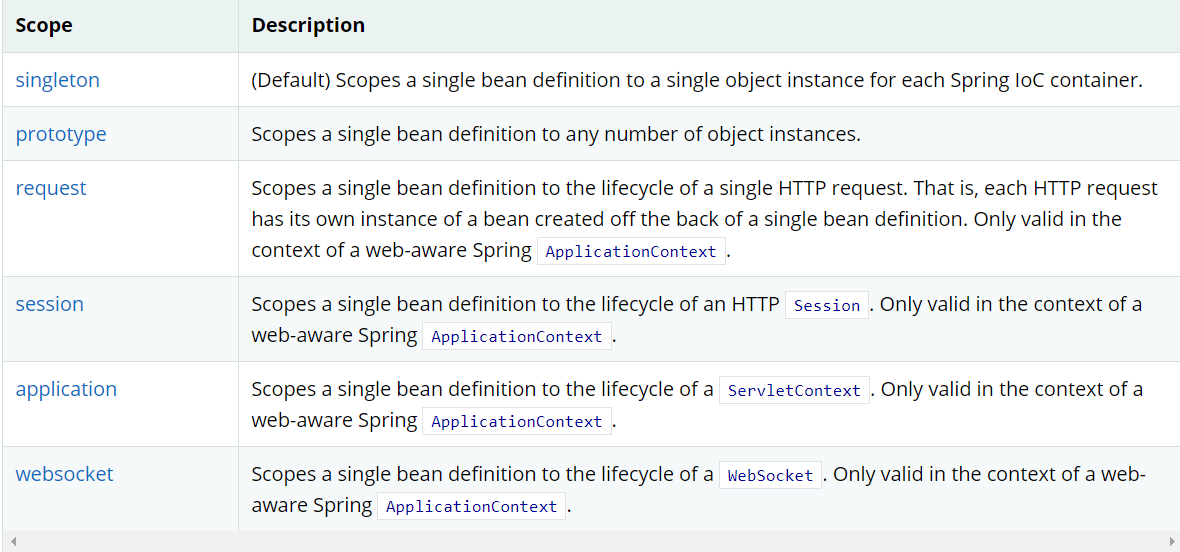 Scope Description
singleton (Default) Scopes a single bean definition to a single object instance for each Spring IoC container.
prototype Scopes a single bean definition to any number of object instances.
request Scopes a single bean definition to the lifecycle of a single HTTP request. That is, each HTTP request
has its own instance of a bean created off the back of a single bean definition. Only valid in the
context of a web-aware Spring ApplicationContext.
session Scopes a single bean definition to the lifecycle of an HTTP Session. Only valid in the context of a
web-aware Spring ApplicationContext.
application Scopes a single bean definition to the lifecycle of a ServletContext. Only valid in the context of a
web-aware Spring ApplicationContext.
websocket Scopes a single bean definition to the lifecycle of a WebSocket. Only valid in the context of a web-
aware Spring ApplicationContext.